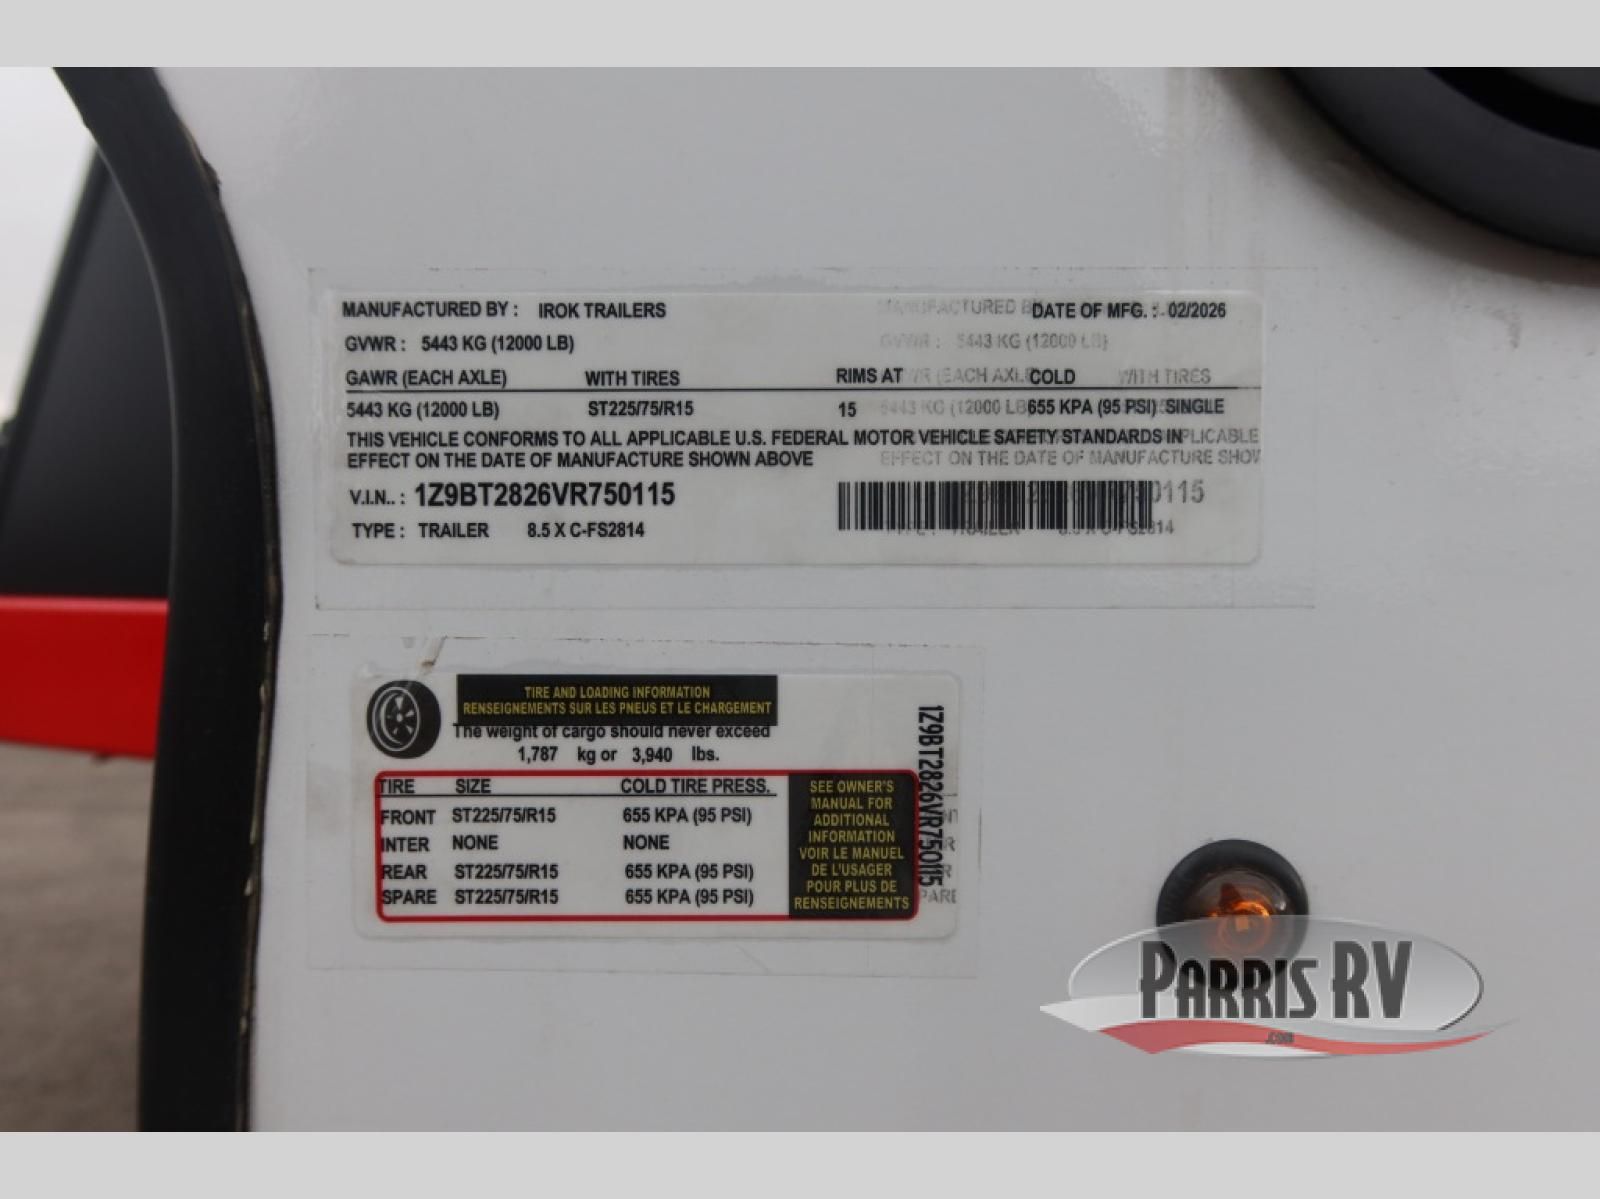 MANUFACTURED BY : IROK TRAILERS DATE OF MFG. : 02/2026
GVWR : 5443 KG (12000 LB)
GAWR (EACH AXLE) WITH TIRES RIMS AT COLD
5443 KG (12000 LB) ST225/75/R15 15 655 KPA (95 PSI) SINGLE
THIS VEHICLE CONFORMS TO ALL APPLICABLE U.S. FEDERAL MOTOR VEHICLE SAFETY STANDARDS IN
EFFECT ON THE DATE OF MANUFACTURE SHOWN ABOVE
V.I.N.. : 1Z9BT2826VR750115
TYPE : TRAILER 8.5 X C-FS2814
TIRE AND LOADING INFORMATION
RENSEIGNEMENTS SUR LES PNEUS ET LE CHARGEMENT
The weight of cargo should never exceed
1,787 kg or 3,940 lbs.
TIRE SIZE COLD TIRE PRESS.
FRONT ST225/75/R15 655 KPA (95 PSI)
INTER NONE NONE
REAR ST225/75/R15 655 KPA (95 PSI)
SPARE ST225/75/R15 655 KPA (95 PSI)
SEE OWNER'S
MANUAL FOR
ADDITIONAL
INFORMATION
VOIR LE MANUEL
DE L'USAGER
POUR PLUS DE
RENSEIGNEMENTS
1Z9BT2826VR750115
PARRIS RV
.COM